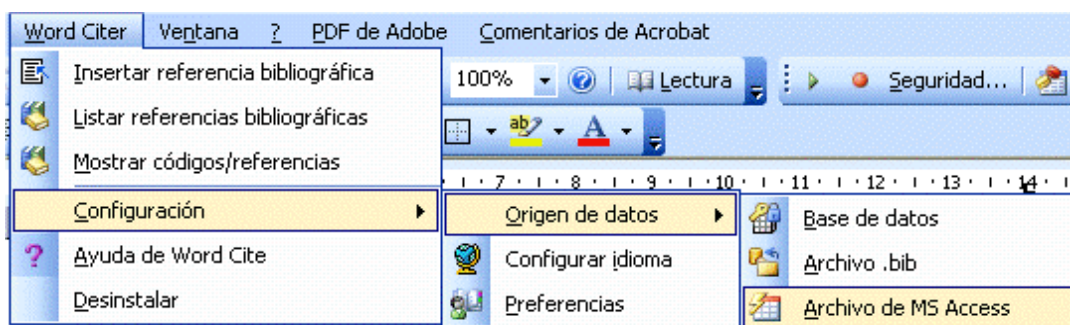 Word Citer Ventana ? PDF de Adobe Comentarios de Acrobat
Insertar referencia bibliográfica
100% Lectura Seguridad...
Listar referencias bibliográficas
ab A
Mostrar códigos/referencias
7 8 9 10 11 12 13 14
Configuración Origen de datos Base de datos
Ayuda de Word Cite Configurar idioma Archivo .bib
Desinstalar Preferencias Archivo de MS Access